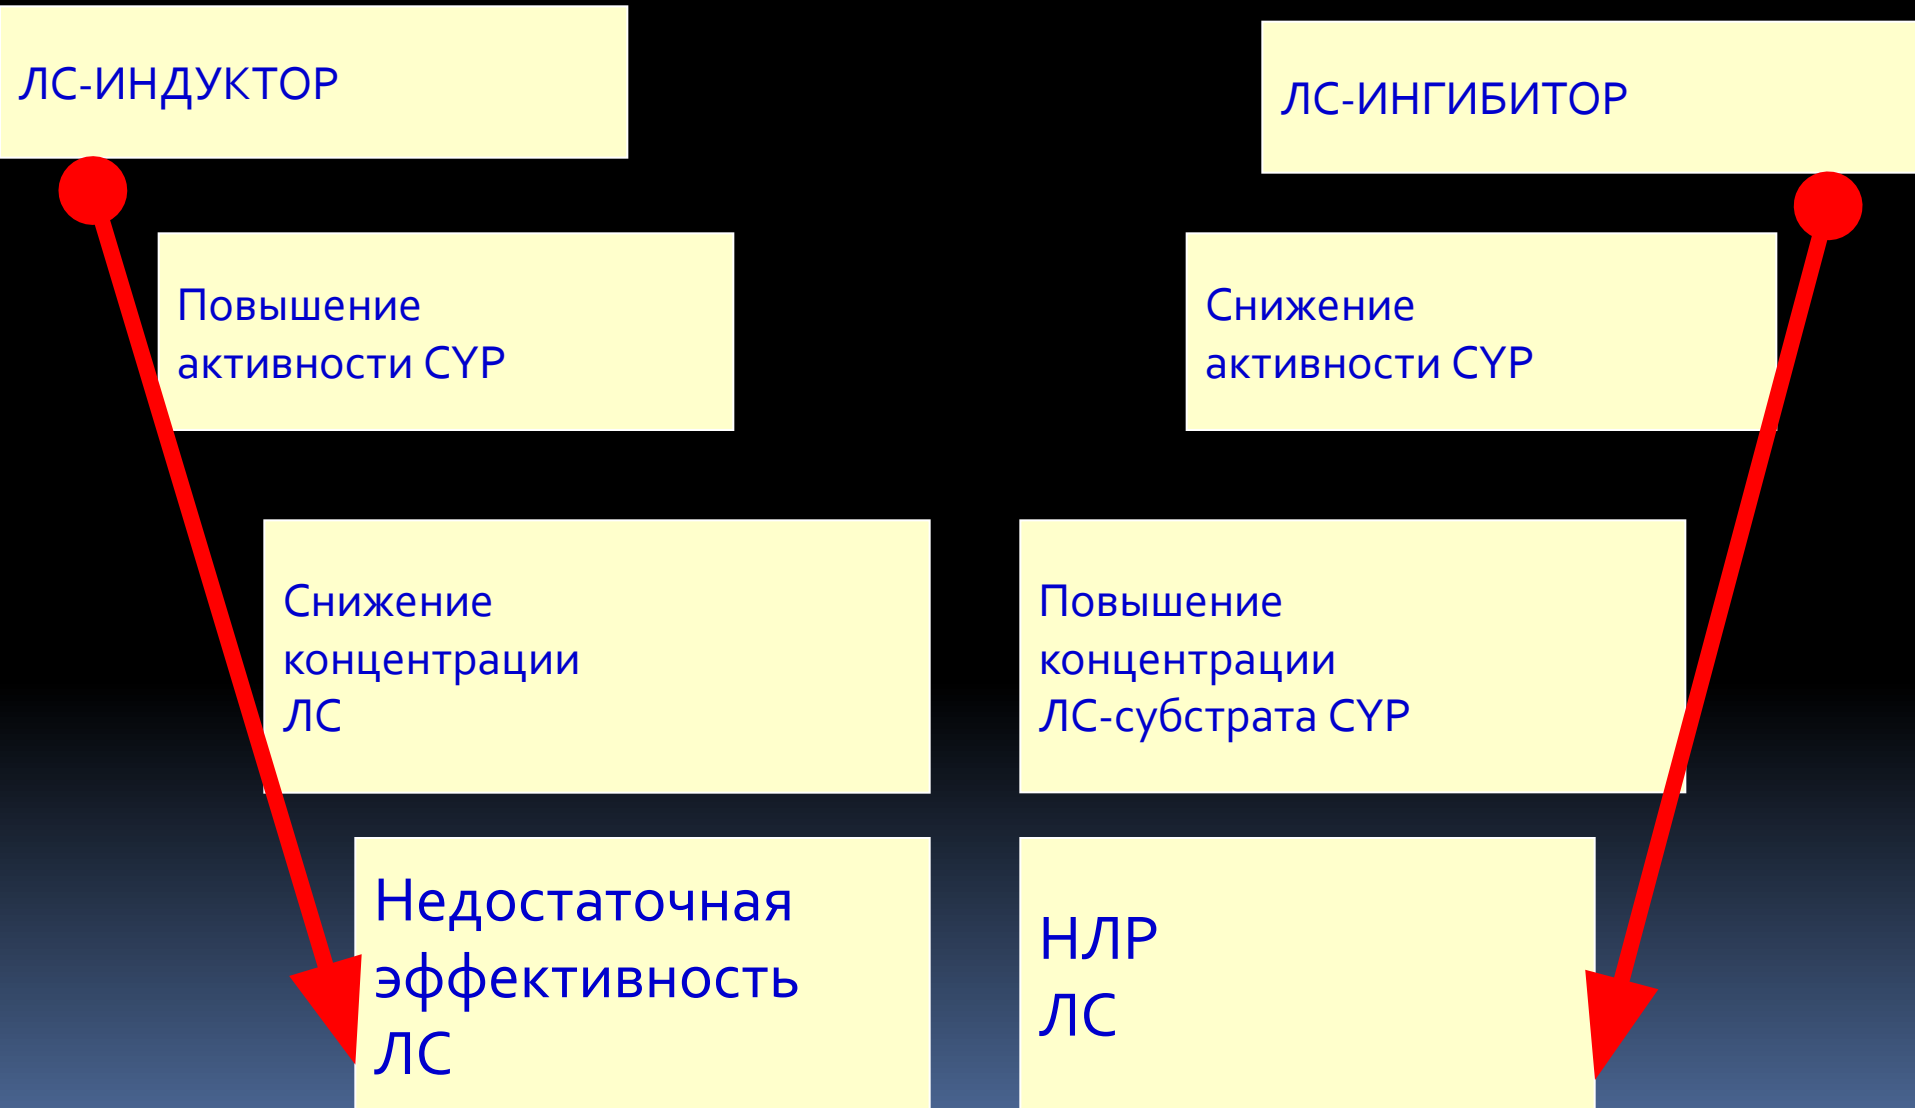 ЛС-ИНДУКТОР
Повышение
активности CYP
Снижение
концентрации
ЛС
Недостаточная
эффективность
ЛС
ЛС-ИНГИБИТОР
Снижение
активности CYP
Повышение
концентрации
ЛС-субстрата CYP
НЛР
ЛС